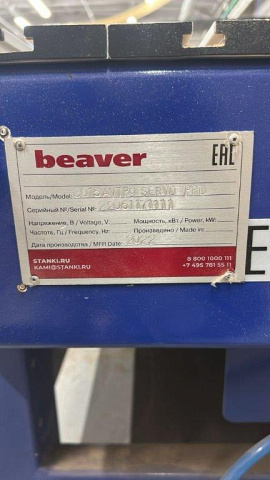 beaver
EAC
Модель/Model:
Серийный №/Serial №:
Напряжение, В / Voltage, V: Мощность, кВт / Power, kW:
Частота, Гц / Frequency, Hz: Произведено / Made in:
Дата производства / MFR Date: 2022
STANKI.RU 8 800 1000 111
KAMI@STANKI.RU +7 495 781 55 11
E